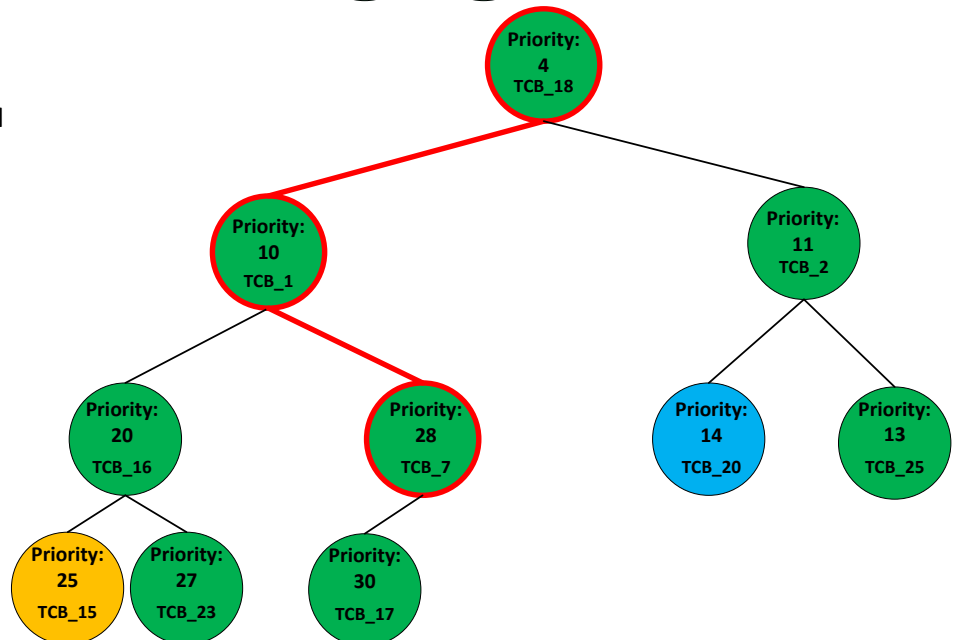 Priority:
4
TCB_18
Priority:
10
TCB_1
Priority:
11
TCB_2
Priority:
20
TCB_16
Priority:
28
TCB_7
Priority:
14
TCB_20
Priority:
13
TCB_25
Priority:
25
TCB_15
Priority:
27
TCB_23
Priority:
30
TCB_17